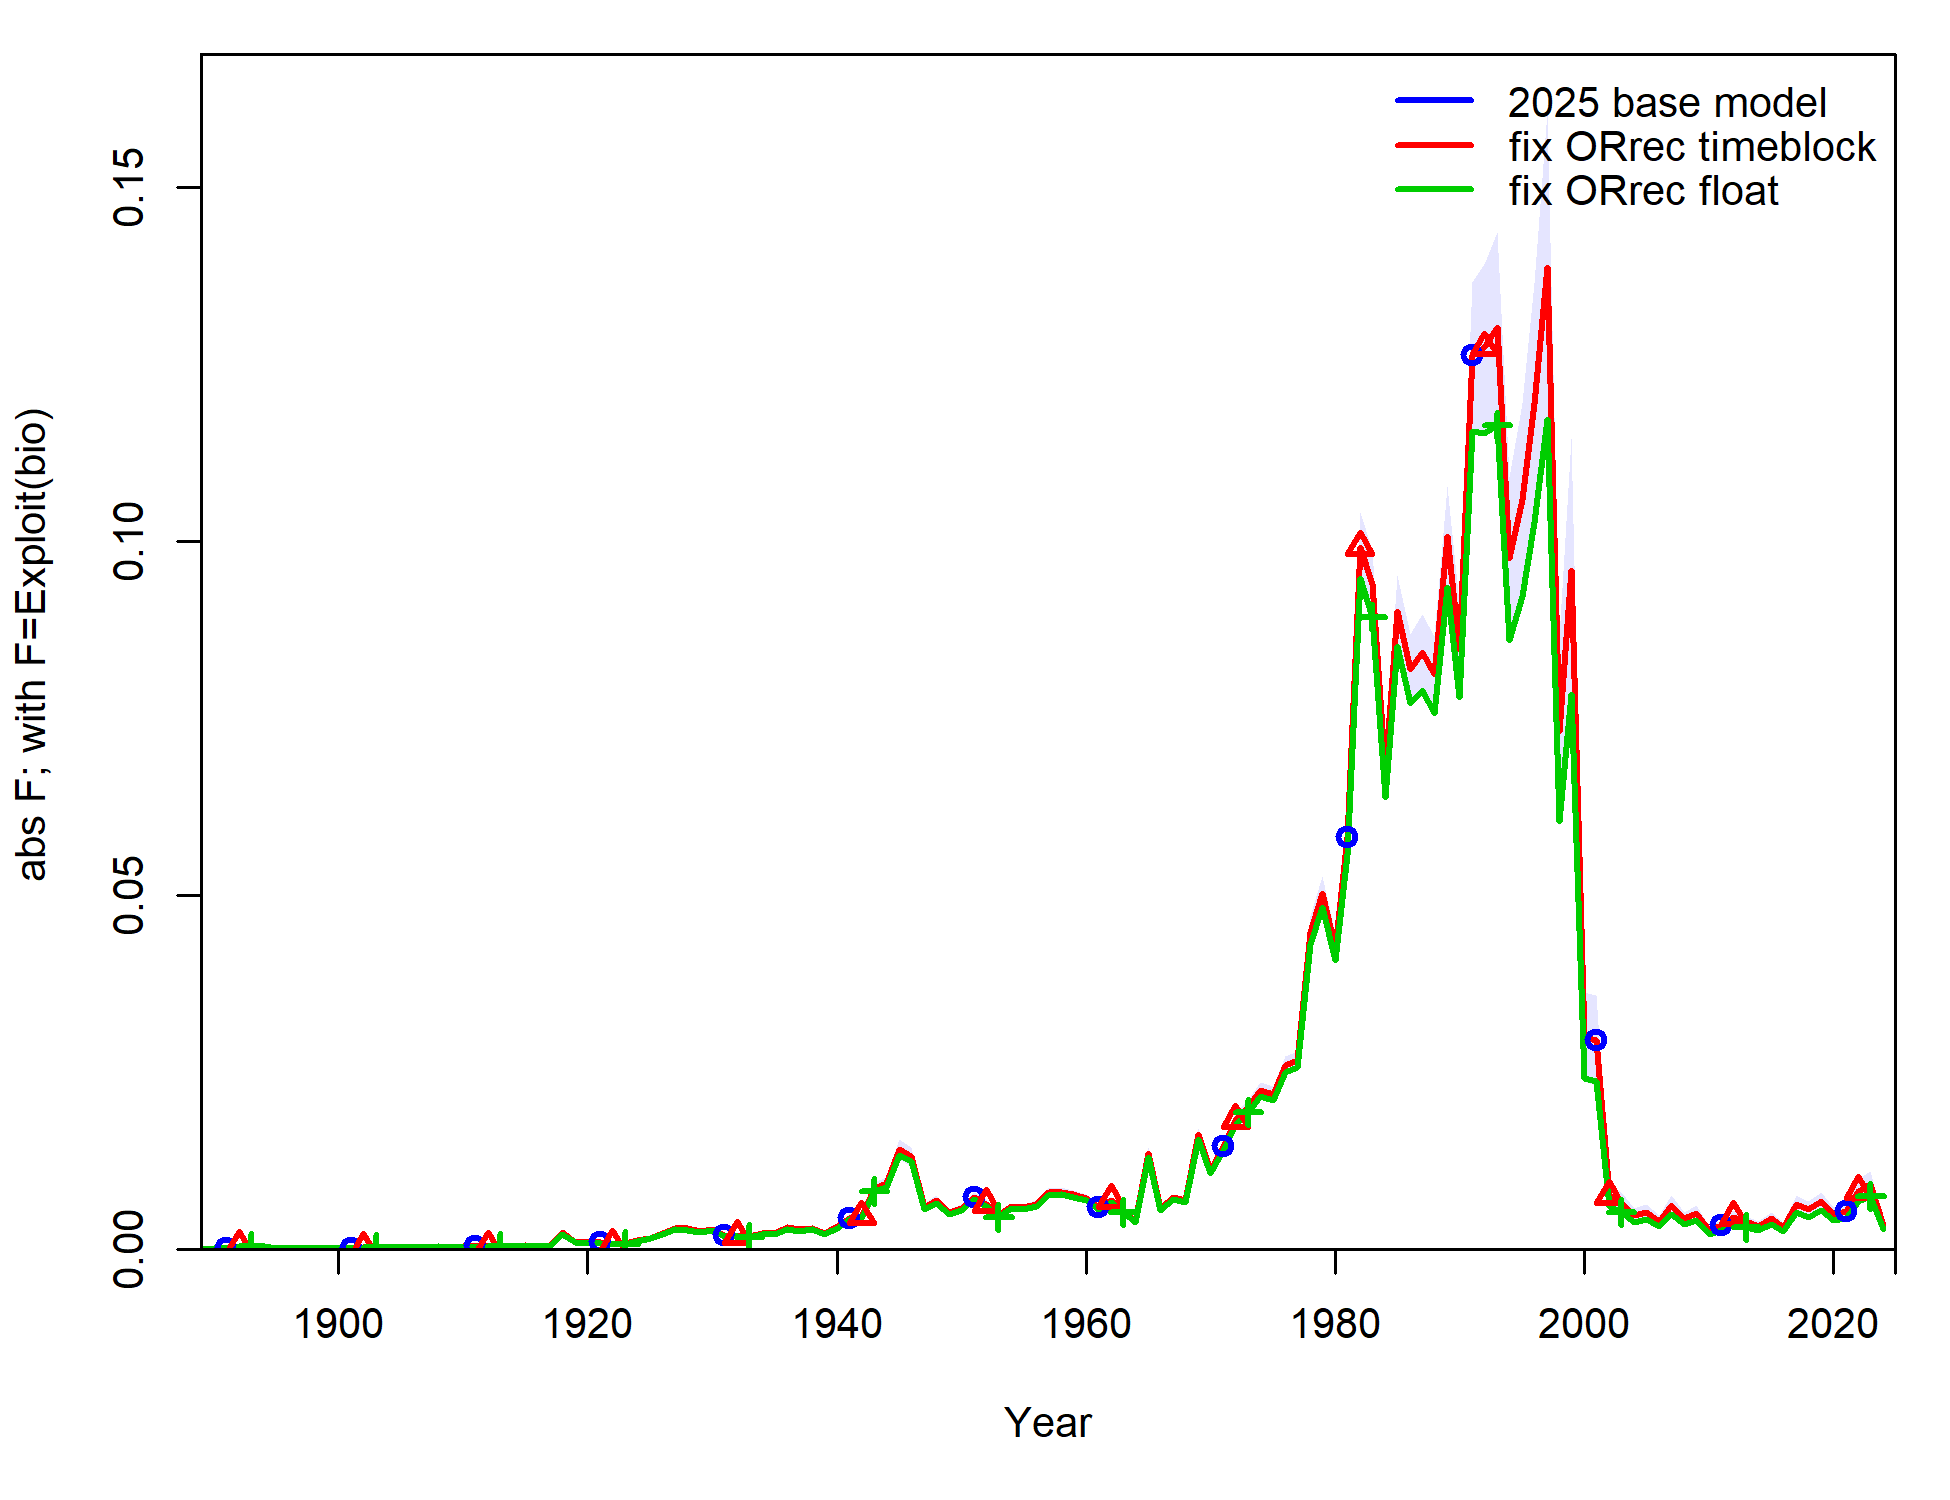 2025 base model
fix ORrec timeblock
fix ORrec float
abs F; with F=Exploit(bio)
0.15
0.10
0.05
0.00
1900 1920 1940 1960 1980 2000 2020
Year